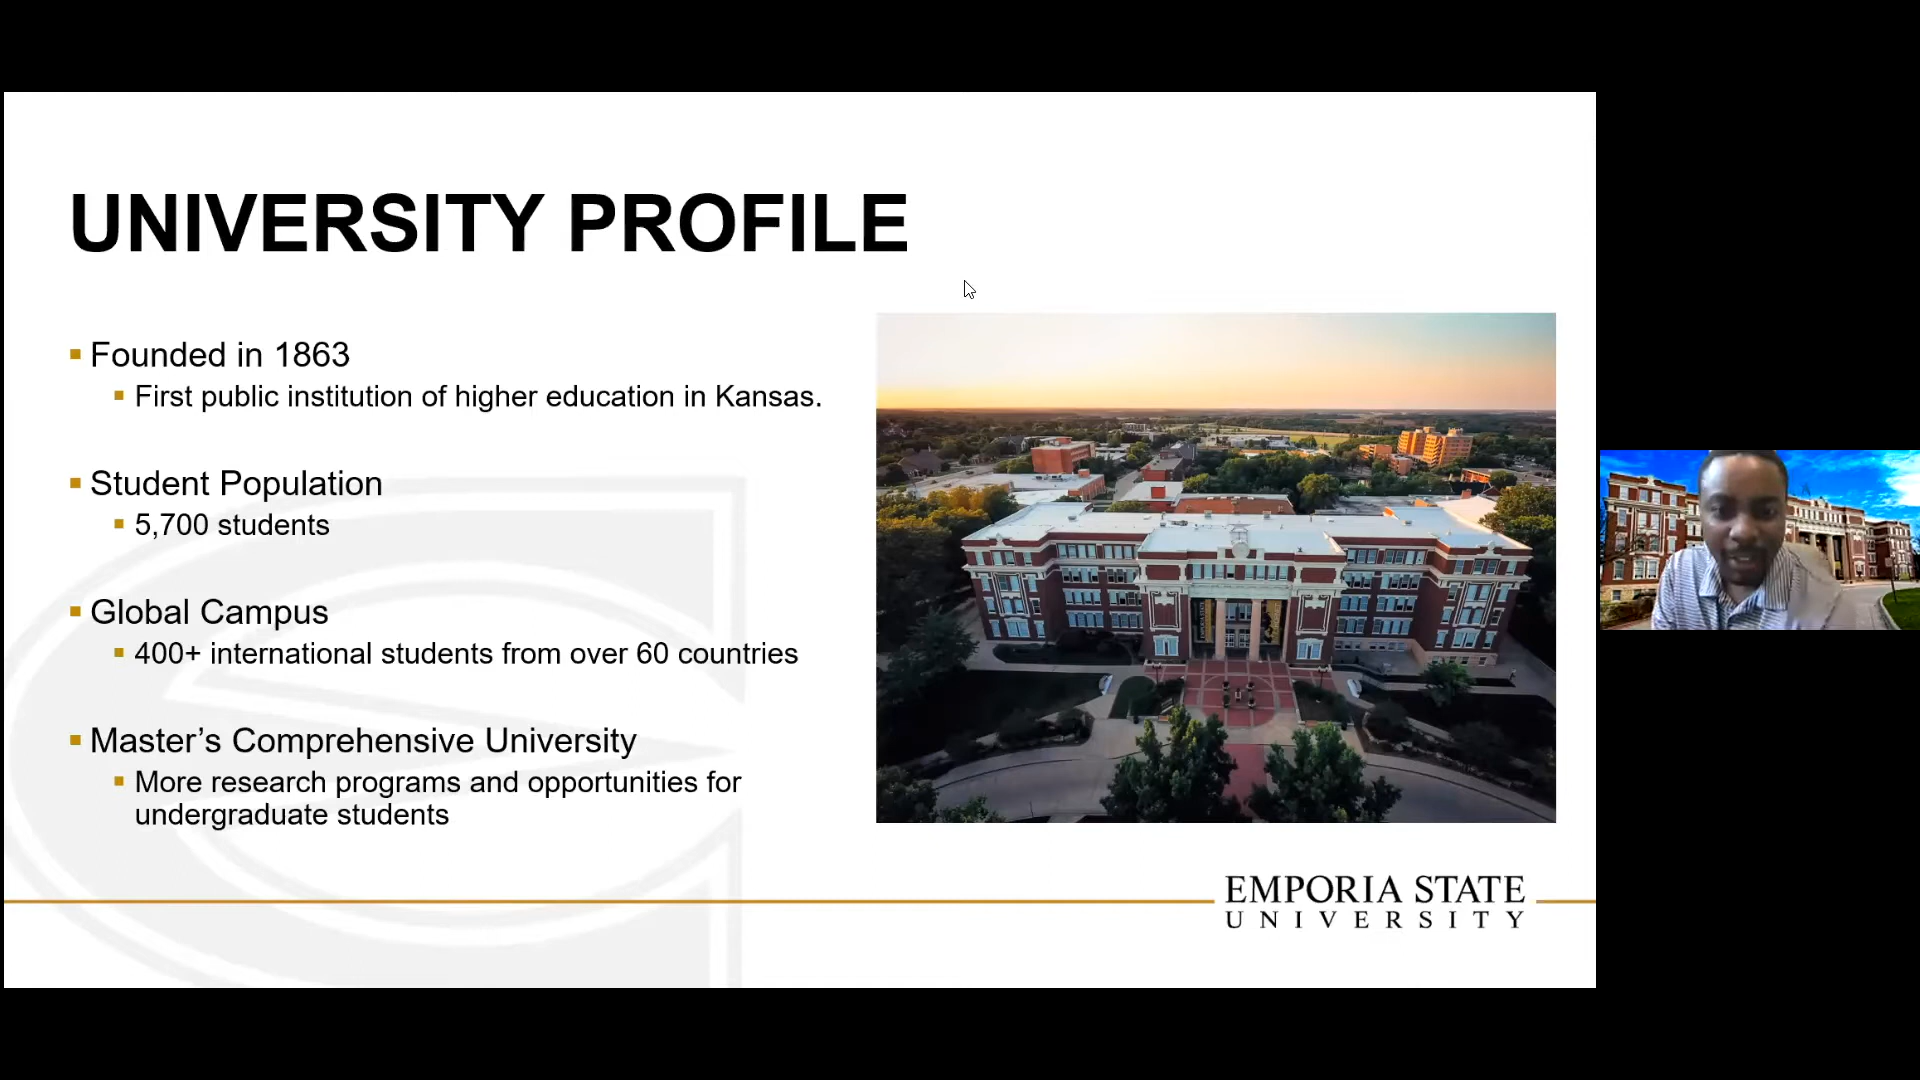 UNIVERSITY PROFILE
Founded in 1863
First public institution of higher education in Kansas.
Student Population
5,700 students
Global Campus
400+ international students from over 60 countries
Master’s Comprehensive University
More research programs and opportunities for
undergraduate students
EMPORIA STATE
UNIVERSITY